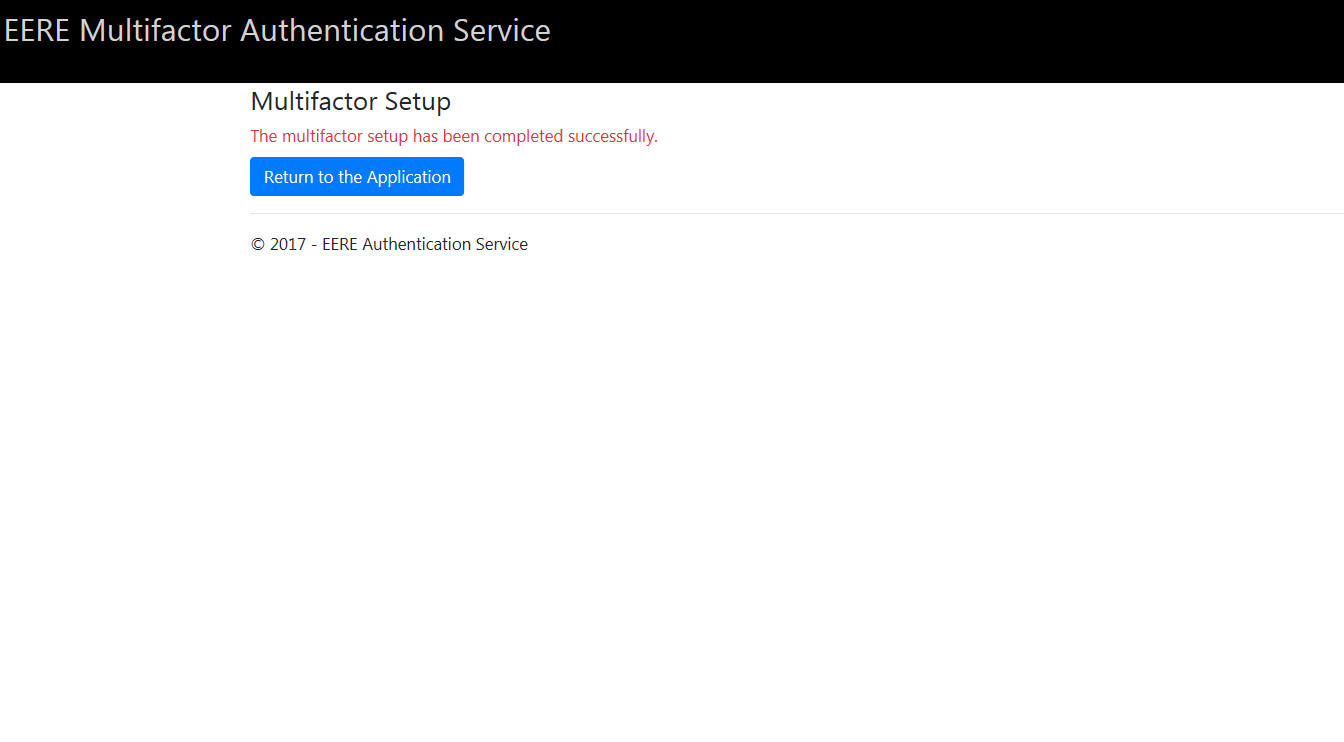 EERE Multifactor Authentication Service
Multifactor Setup
The multifactor setup has been completed successfully.
Return to the Application
© 2017 - EERE Authentication Service